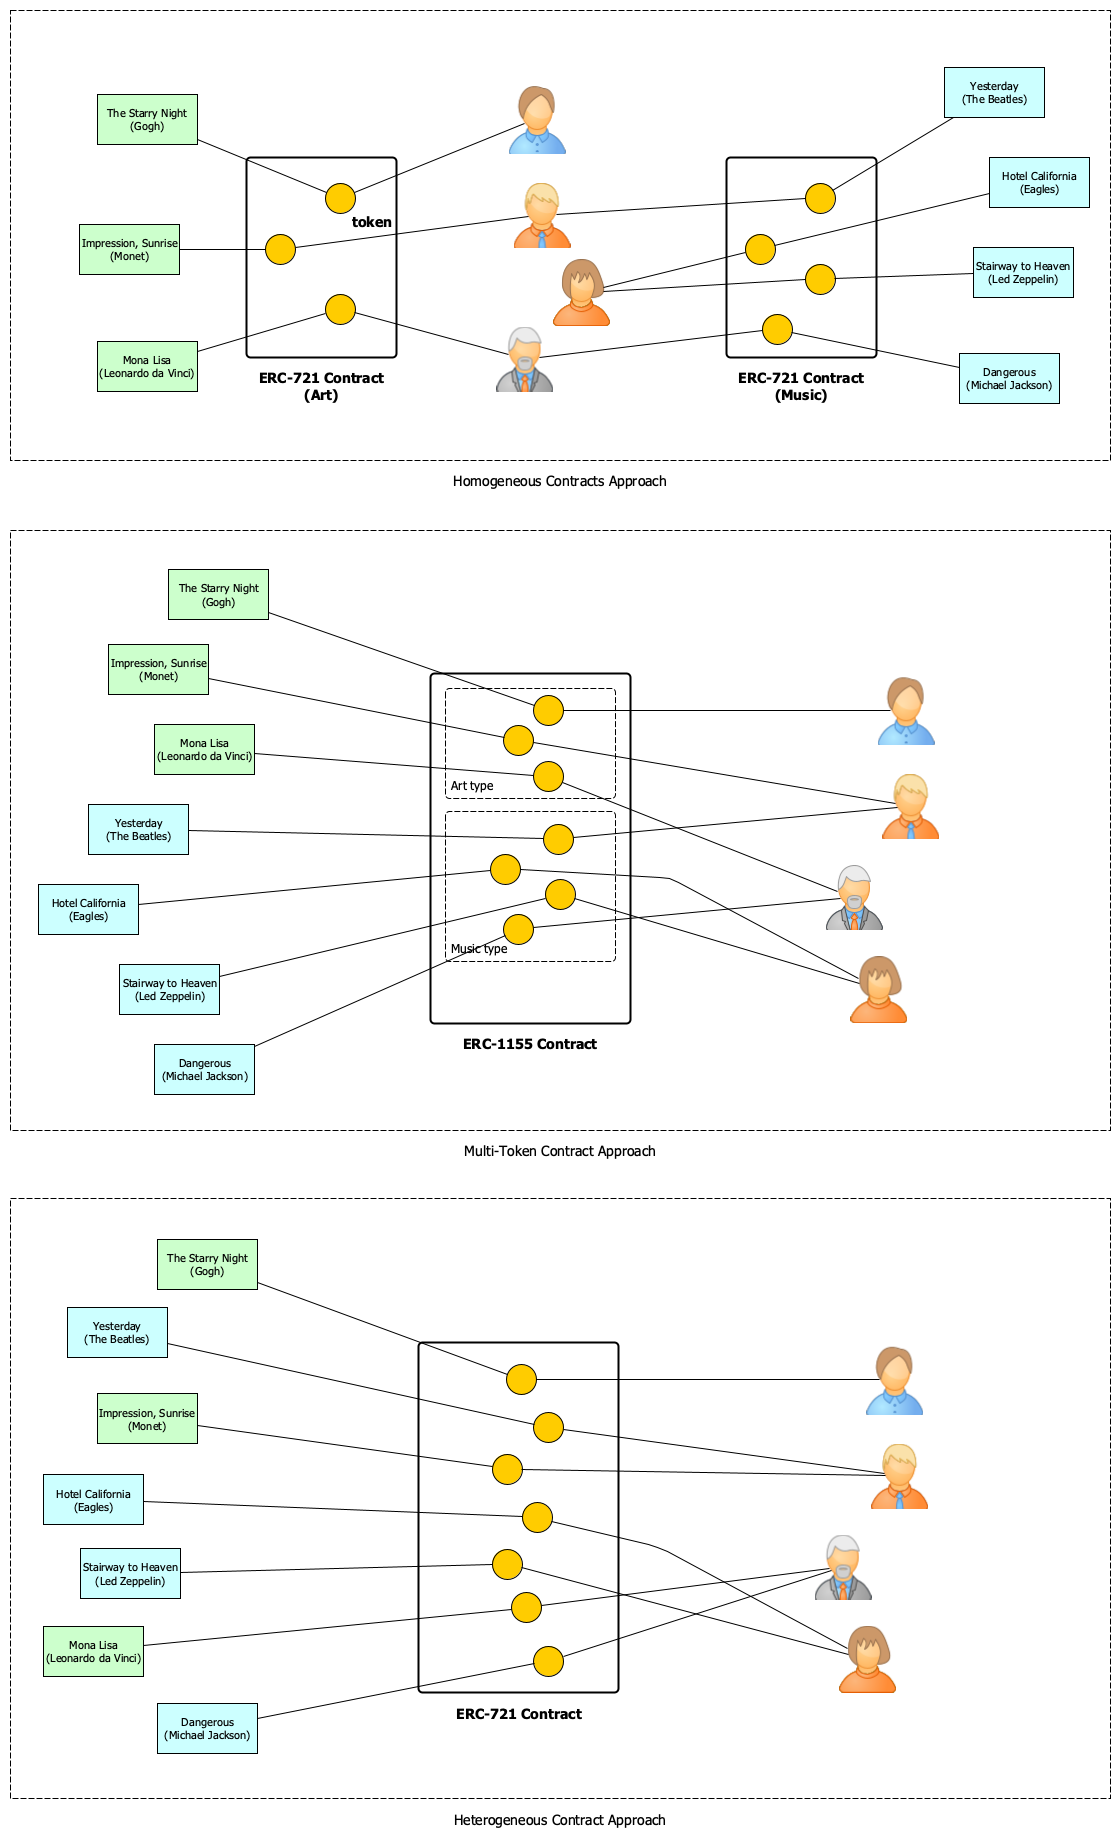 Yesterday
(The Beatles)
The Starry Night
(Gogh)
Hotel California
(Eagles)
token
Impression, Sunrise
(Monet)
Stairway to Heaven
(Led Zeppelin)
Mona Lisa
(Leonardo da Vinci)
Dangerous
(Michael Jackson)
ERC-721 Contract
(Art)
ERC-721 Contract
(Music)
Homogeneous Contracts Approach
The Starry Night
(Gogh)
Impression, Sunrise
(Monet)
Mona Lisa
(Leonardo da Vinci)
Art type
Yesterday
(The Beatles)
Hotel California
(Eagles)
Music type
Stairway to Heaven
(Led Zeppelin)
ERC-1155 Contract
Dangerous
(Michael Jackson)
Multi-Token Contract Approach
The Starry Night
(Gogh)
Yesterday
(The Beatles)
Impression, Sunrise
(Monet)
Hotel California
(Eagles)
Stairway to Heaven
(Led Zeppelin)
Mona Lisa
(Leonardo da Vinci)
ERC-721 Contract
Dangerous
(Michael Jackson)
Heterogeneous Contract Approach